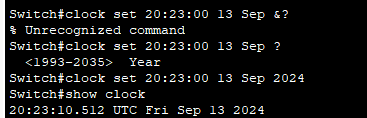 Switch#clock set 20:23:00 13 Sep &?
% Unrecognized command
Switch#clock set 20:23:00 13 Sep ?
  <1993-2035>  Year
Switch#clock set 20:23:00 13 Sep 2024
Switch#show clock
20:23:10.512 UTC Fri Sep 13 2024